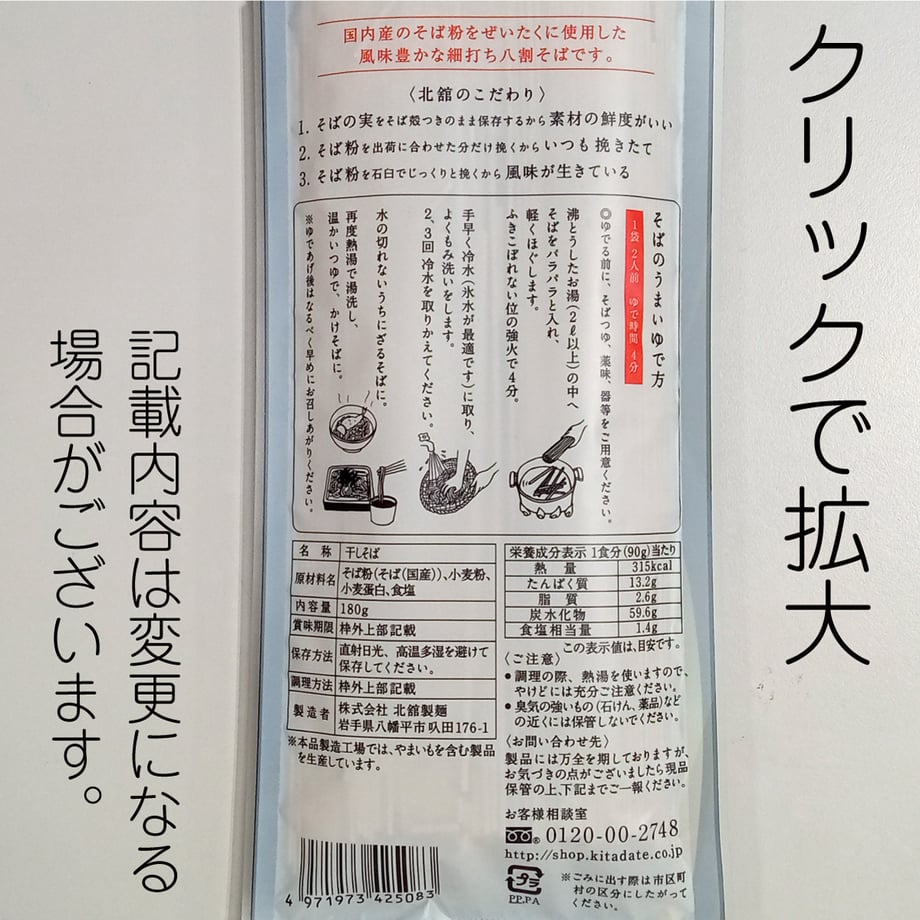 クリックで拡大
国内産のそば粉をぜいたくに使用した
風味豊かな細打ち八割そばです。
〈北舘のこだわり〉
1. そばの実をそば殻つきのまま保存するから素材の鮮度がいい
2. そば粉を出荷に合わせた分だけ挽くからいつも挽きたて
3. そば粉を石臼でじっくりと挽くから風味が生きている
そばのうまいゆで方
1袋 2人前 ゆで時間 4分
◎ゆでる前に、そばつゆ、薬味、器等をご用意ください。
沸とうしたお湯(2ℓ以上)の中へ
そばをパラパラと入れ、
軽くほぐします。
ふきこぼれない位の強火で4分。
手早く冷水(氷水が最適です)に取り、
よくもみ洗いをします。
2、3回 冷水を取りかえてください。
水の切れないうちにざるそばに。
再度熱湯で湯洗し、
温かいつゆで、かけそばに。
※ゆであげ後はなるべく早めにお召しあがりください。
名称 干しそば
原材料名 そば粉(そば(国産))、小麦粉、
小麦蛋白、食塩
内容量 180g
賞味期限 枠外上部記載
保存方法 直射日光、高温多湿を避けて
保存してください。
調理方法 枠外上部記載
製造者 株式会社 北舘製麺
岩手県八幡平市叺田176-1
※本品製造工場では、やまいもを含む製品
を生産しています。
4 971973 425083
栄養成分表示 1食分(90g)当たり
熱量 315kcal
たんぱく質 13.2g
脂質 2.6g
炭水化物 59.6g
食塩相当量 1.4g
この表示値は、目安です。
〈ご注意〉
●調理の際、熱湯を使いますので、
やけどには充分ご注意ください。
●臭気の強いもの(石けん、薬品)など
の近くには保管しないでください。
〈お問い合わせ先〉
製品には万全を期しておりますが、
お気づきの点がございましたら現品
保管の上、下記までご一報ください。
お客様相談室
0120-00-2748
http://shop.kitadate.co.jp
プラ
PP,PA
※ごみに出す際は市区町
村の区分にしたがって
ください。
記載内容は変更になる
場合がございます。